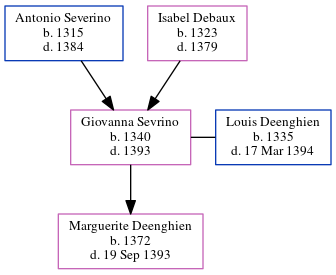 Antonio Severino
b. 1315
d. 1384
Isabel Debaux
b. 1323
d. 1379
Giovanna Sevrino
b. 1340
d. 1393
Louis Deenghien
b. 1335
d. 17 Mar 1394
Marguerite Deenghien
b. 1372
d. 19 Sep 1393